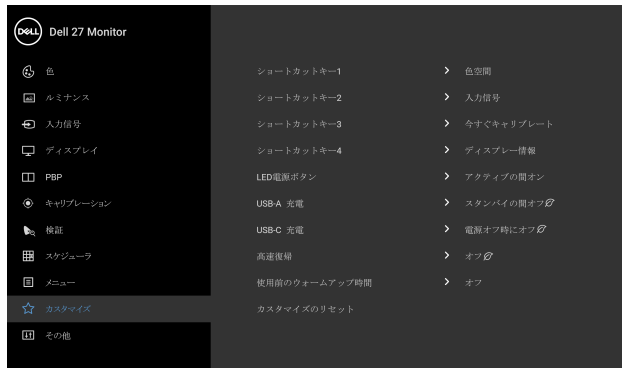 DELL Dell 27 Monitor
色
ショートカットキー1 色空間
ルミナンス
ショートカットキー2 入力信号
入力信号
ショートカットキー3 今すぐキャリブレート
ディスプレイ
ショートカットキー4 ディスプレー情報
PBP
LED電源ボタン アクティブの間オン
キャリブレーション
USB-A 充電 スタンバイの間オフ
検証
USB-C 充電 電源オフ時にオフ
スケジューラ
高速復帰 オフ
メニュー
使用前のウォームアップ時間 オフ
カスタマイズ
カスタマイズのリセット
その他